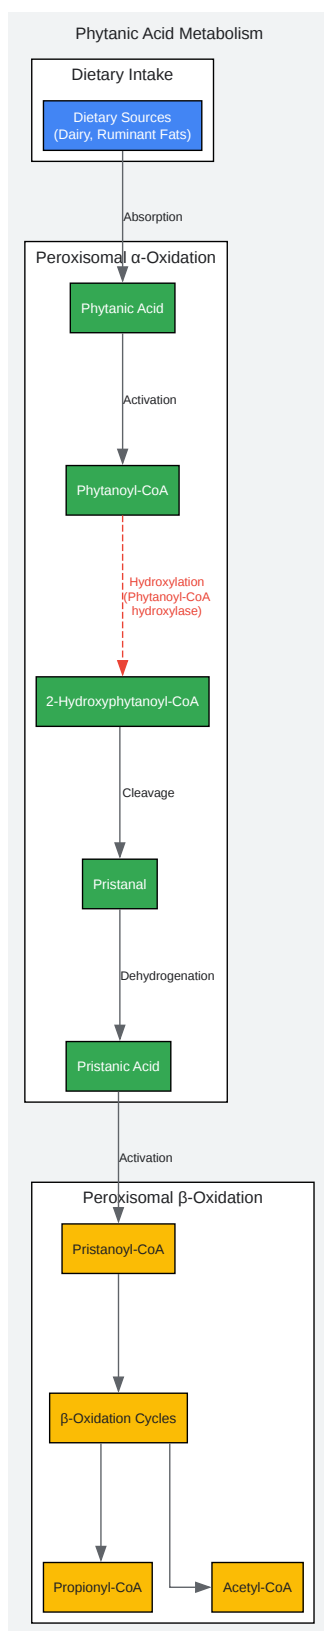 Phytanic Acid Metabolism
Dietary Intake
Dietary Sources
(Dairy, Ruminant Fats)
Absorption
Peroxisomal α-Oxidation
Phytanic Acid
Activation
Phytanoyl-CoA
Hydroxylation
(Phytanoyl-CoA
hydroxylase)
2-Hydroxyphytanoyl-CoA
Cleavage
Pristanal
Dehydrogenation
Pristanic Acid
Activation
Peroxisomal β-Oxidation
Pristanoyl-CoA
β-Oxidation Cycles
Propionyl-CoA
Acetyl-CoA